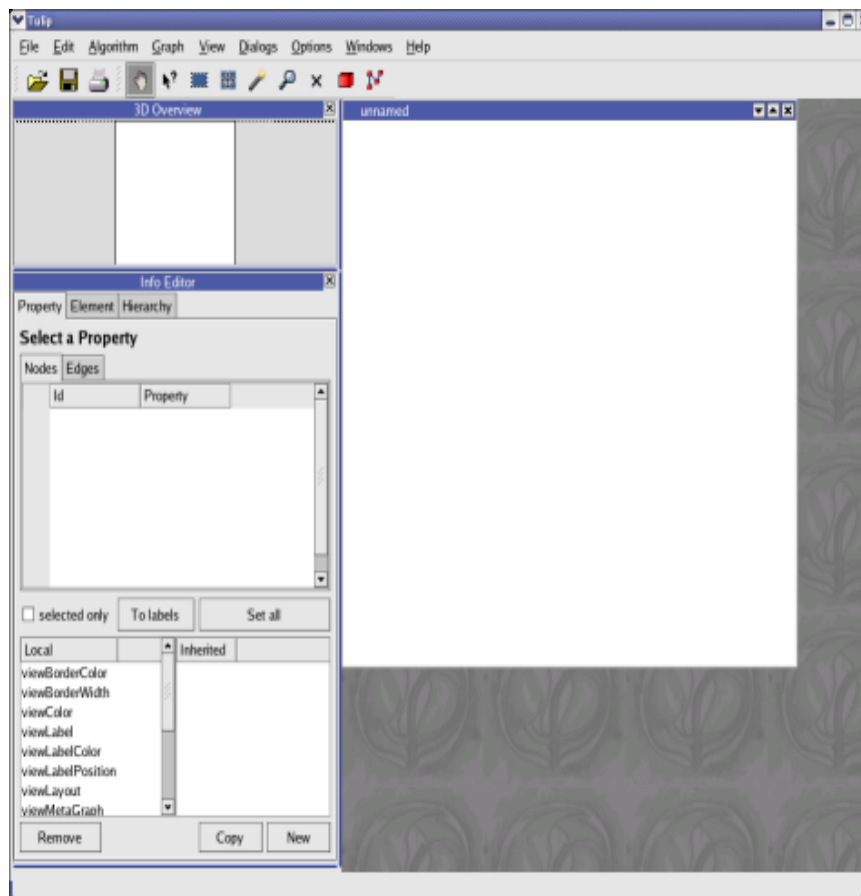 Tulip
File Edit Algorithm Graph View Dialogs Options Windows Help
3D Overview
unnamed
Info Editor
Property Element Hierarchy
Select a Property
Nodes Edges
Id Property
selected only To labels Set all
Local Inherited
viewBorderColor
viewBorderWidth
viewColor
viewLabel
viewLabelColor
viewLabelPosition
viewLayout
viewMetaGraph
Remove Copy New